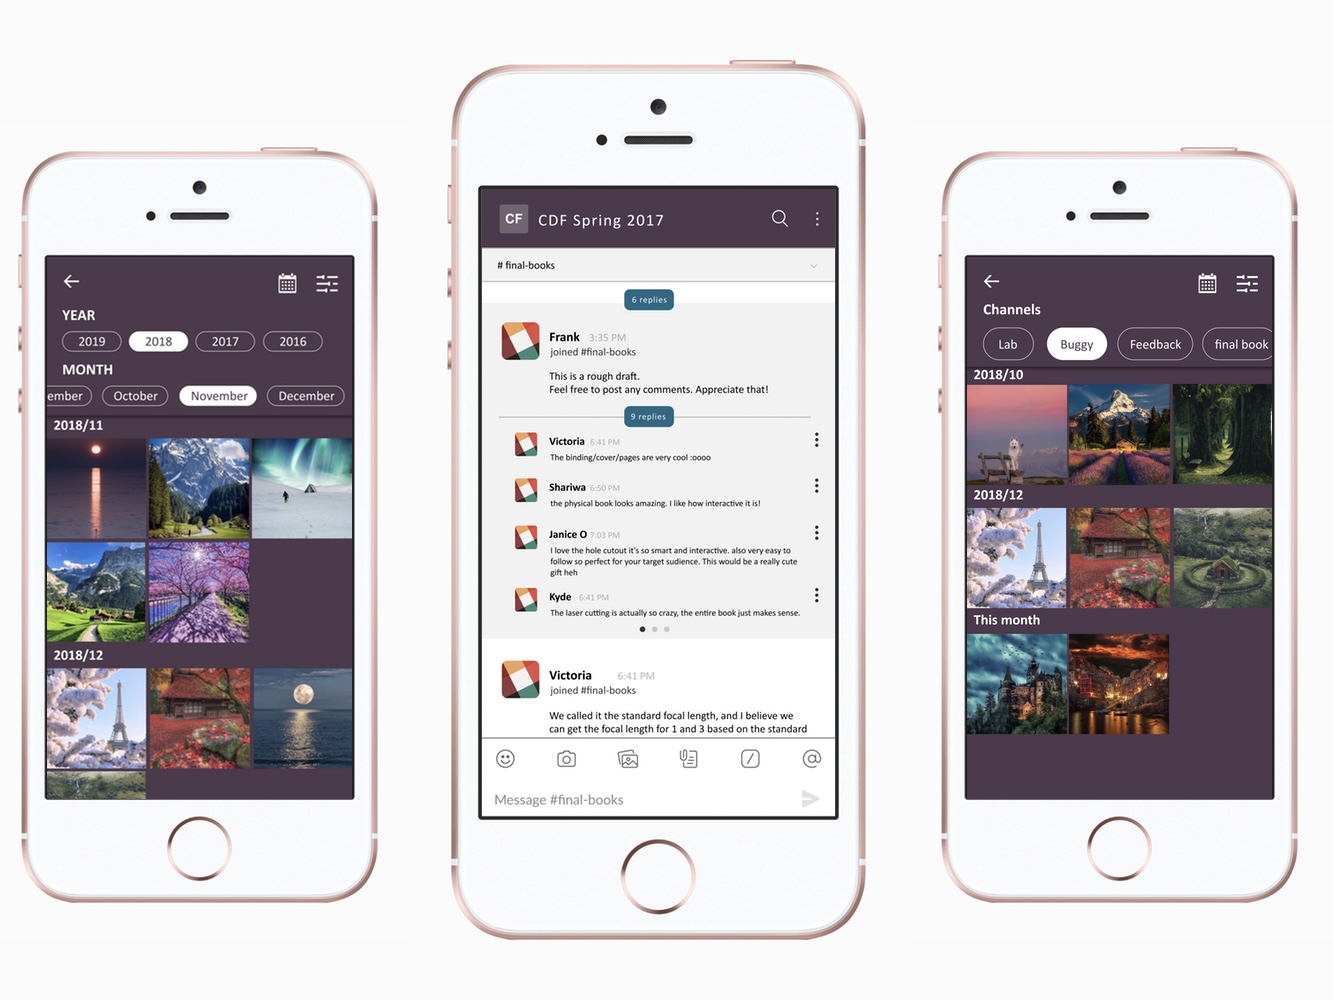 YEAR
2019 2018 2017 2016
MONTH
ember October November December
2018/11
2018/12
CF CDF Spring 2017
# final-books
6 replies
Frank 3:35 PM
joined #final-books
This is a rough draft.
Feel free to post any comments. Appreciate that!
9 replies
Victoria 6:41 PM
The binding/cover/pages are very cool :oooo
Shariwa 6:50 PM
the physical book looks amazing. I like how interactive it is!
Janice O 7:03 PM
I love the hole cutout it's so smart and interactive. also very easy to
follow so perfect for your target sudience. This would be a really cute
gift heh
Kyde 6:41 PM
The laser cutting is actually so crazy, the entire book just makes sense.
Victoria 6:41 PM
joined #final-books
We called it the standard focal length, and I believe we
can get the focal length for 1 and 3 based on the standard
Message #final-books
Channels
Lab Buggy Feedback final book
2018/10
2018/12
This month